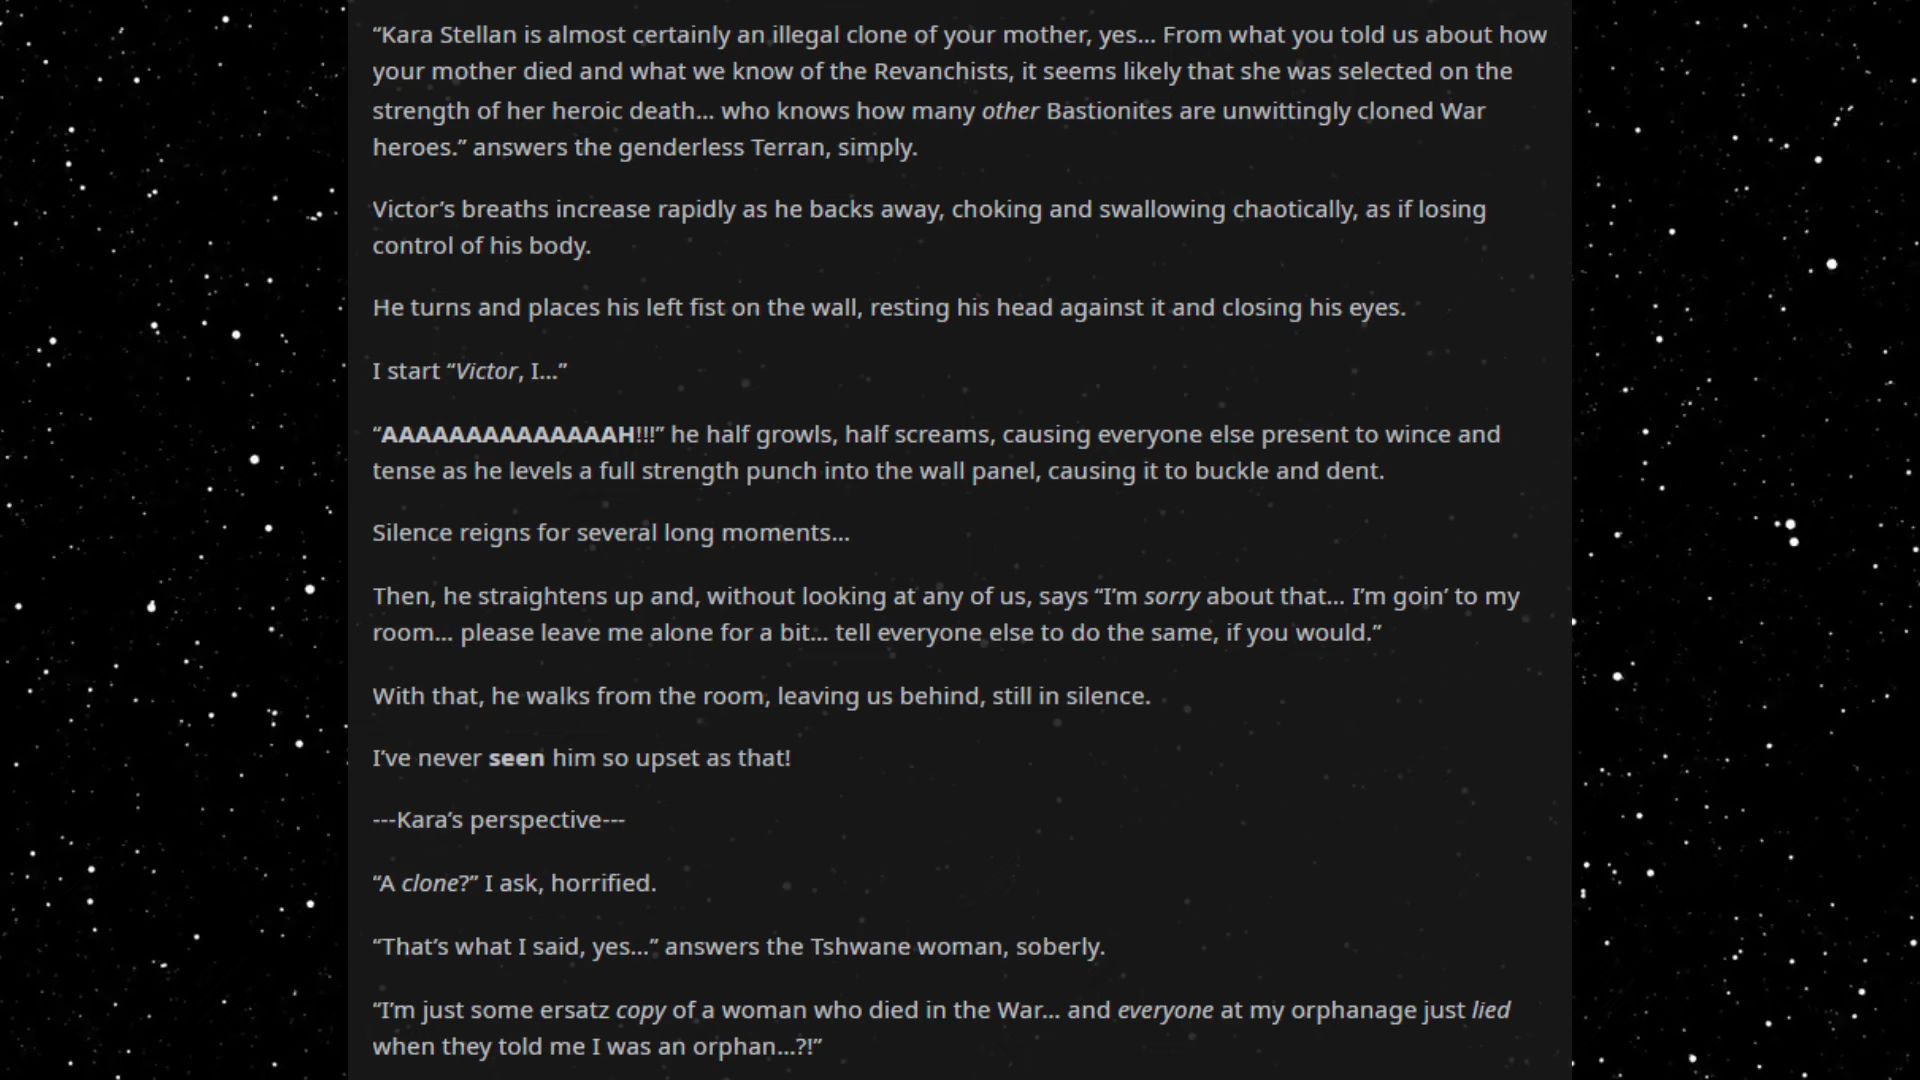 “Kara Stellan is almost certainly an illegal clone of your mother, yes… From what you told us about how
your mother died and what we know of the Revanchists, it seems likely that she was selected on the
strength of her heroic death… who knows how many other Bastionites are unwittingly cloned War
heroes.” answers the genderless Terran, simply.
Victor’s breaths increase rapidly as he backs away, choking and swallowing chaotically, as if losing
control of his body.
He turns and places his left fist on the wall, resting his head against it and closing his eyes.
I start “Victor, I…”
“AAAAAAAAAAAAAAH!!!” he half growls, half screams, causing everyone else present to wince and
tense as he levels a full strength punch into the wall panel, causing it to buckle and dent.
Silence reigns for several long moments…
Then, he straightens up and, without looking at any of us, says “I’m sorry about that… I’m goin’ to my
room… please leave me alone for a bit… tell everyone else to do the same, if you would.”
With that, he walks from the room, leaving us behind, still in silence.
I’ve never seen him so upset as that!
---Kara’s perspective---
“A clone?” I ask, horrified.
“That’s what I said, yes…” answers the Tshwane woman, soberly.
“I’m just some ersatz copy of a woman who died in the War… and everyone at my orphanage just lied
when they told me I was an orphan…?!”